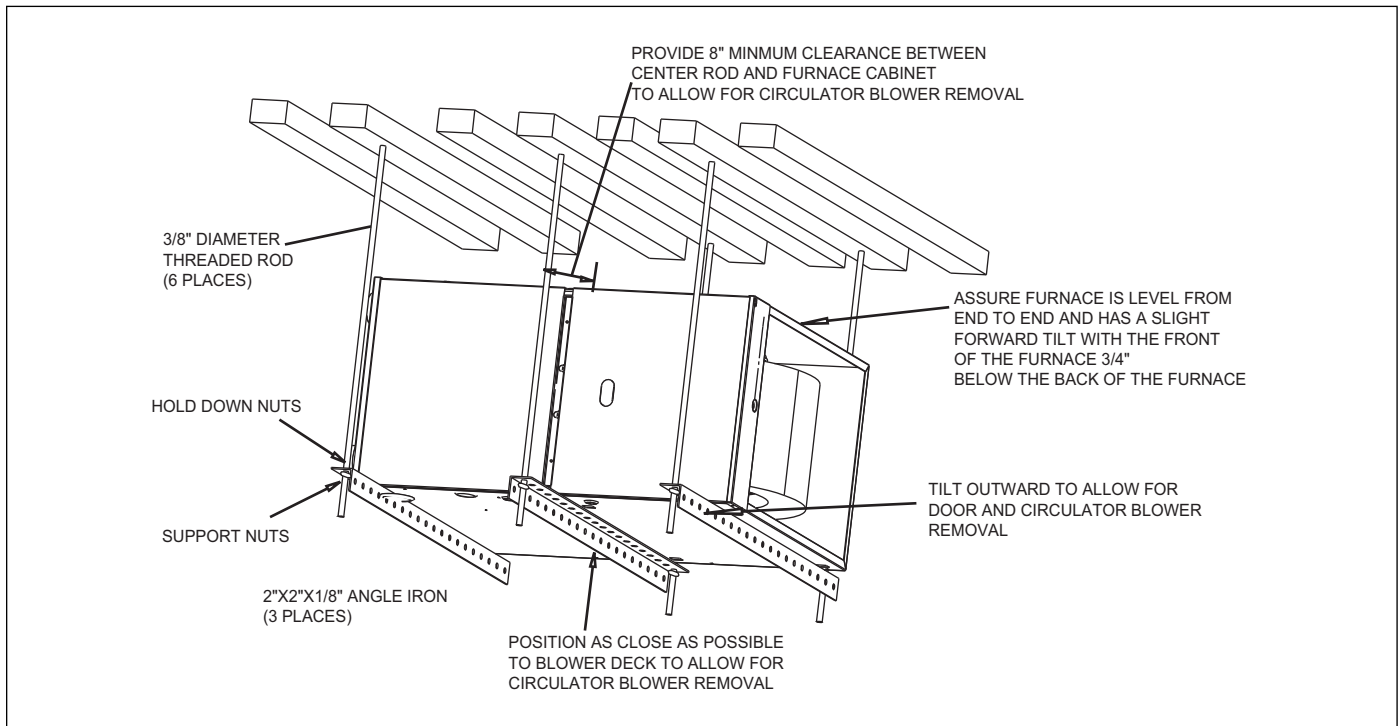 PROVIDE 8" MINMUM CLEARANCE BETWEEN
CENTER ROD AND FURNACE CABINET
TO ALLOW FOR CIRCULATOR BLOWER REMOVAL
3/8" DIAMETER
THREADED ROD
(6 PLACES)
ASSURE FURNACE IS LEVEL FROM
END TO END AND HAS A SLIGHT
FORWARD TILT WITH THE FRONT
OF THE FURNACE 3/4"
BELOW THE BACK OF THE FURNACE
HOLD DOWN NUTS
TILT OUTWARD TO ALLOW FOR
DOOR AND CIRCULATOR BLOWER
REMOVAL
SUPPORT NUTS
2"X2"X1/8" ANGLE IRON
(3 PLACES)
POSITION AS CLOSE AS POSSIBLE
TO BLOWER DECK TO ALLOW FOR
CIRCULATOR BLOWER REMOVAL